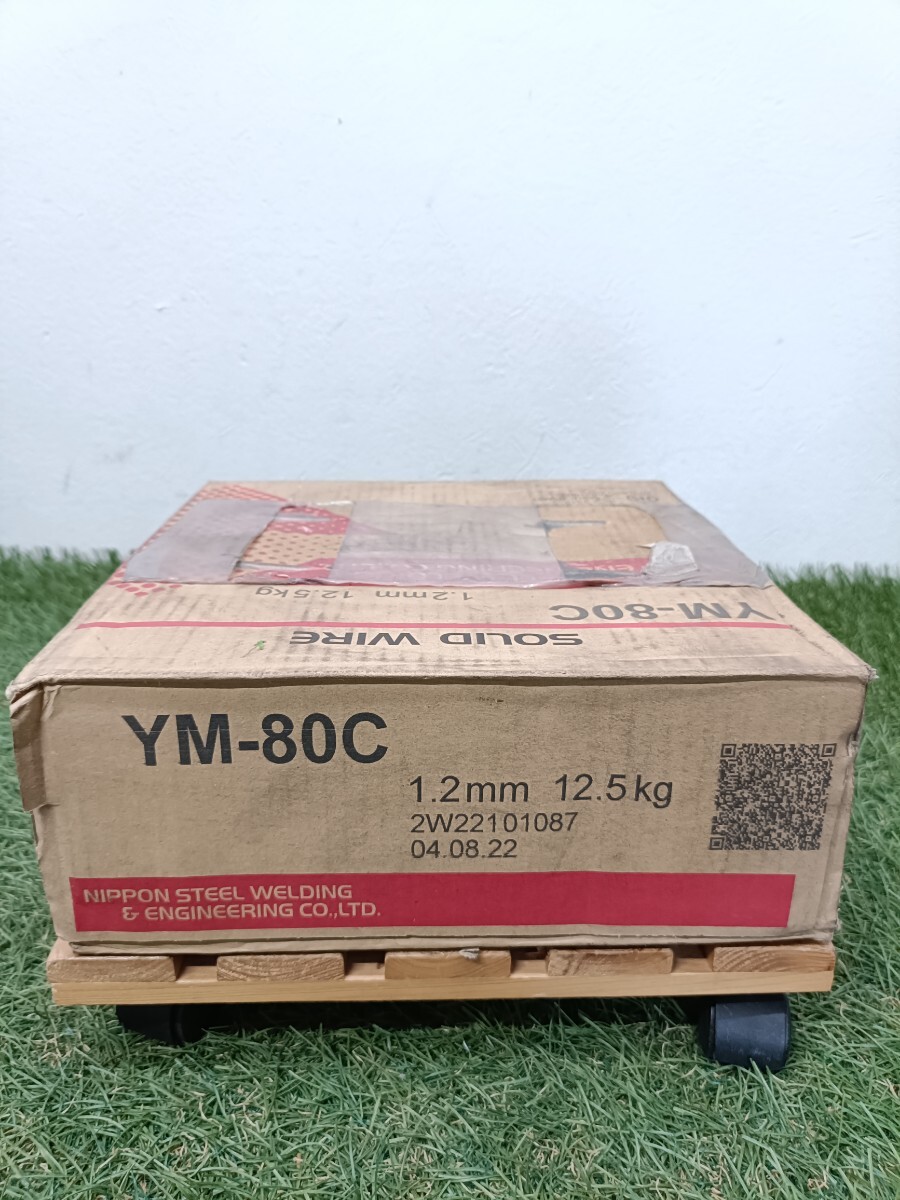 1.2mm 12.5kg
YM-80C
SOLID WIRE
YM-80C
1.2mm 12.5kg
2W22101087
04.08.22
NIPPON STEEL WELDING
& ENGINEERING CO.,LTD.